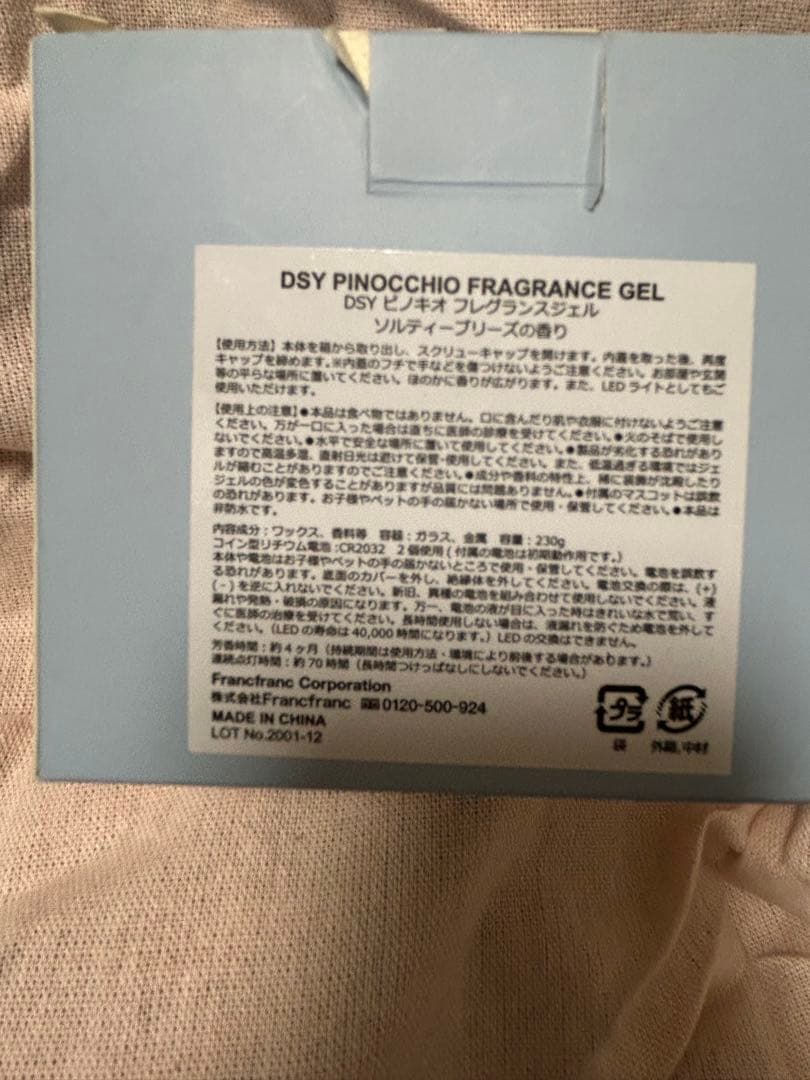 DSY PINOCCHIO FRAGRANCE GEL
DSY ピノキオ フレグランスジェル
ソルティーブリーズの香り
【使用方法】本体を箱から取り出し、スクリューキャップを開けます。内蓋を取った後、再度
キャップを締めます。※内蓋のフチで手などを傷つけないようご注意ください。お部屋や玄関
等の平らな場所に置いてください。ほのかに香りが広がります。また、LEDライトとしてもご
使用いただけます。
【使用上の注意】●本品は食べ物ではありません。口に含んだり肌や衣服に付けないようご注意
ください。万が一口に入った場合は直ちに医師の診療を受けてください。●火のそばで使用し
ないでください。●水平で安全な場所に置いて使用してください。●製品が劣化する恐れがあり
ますので高温多湿、直射日光は避けて保管・使用してください。また、低温過ぎる環境ではジェ
ルが縮むことがありますのでご注意ください。●成分や香料の特性上、稀に装飾が沈殿したり
ジェルの色が変色することがありますが品質には問題ありません。●付属のマスコットは誤飲
の恐れがあります。お子様やペットの手の届かない場所で使用・保管してください。●本品は
非防水です。
内容成分：ワックス、香料等 容器：ガラス、金属 容量：230g
コイン型リチウム電池：CR2032 2個使用(付属の電池は初期動作用です。)
本体や電池はお子様やペットの手の届かないところで使用・保管してください。電池を誤飲す
る恐れがあります。底面のカバーを外し、絶縁体を外してください。電池交換の際は、(+)
(-)を逆に入れないでください。新旧、異種の電池を組み合わせて使用しないでください。液
漏れや発熱・破損の原因になります。万一、電池の液が目に入った時はきれいな水で洗い、す
ぐに医師の治療を受けてください。長時間使用しない場合は、液漏れを防ぐため電池を外して
ください。（LEDの寿命は40,000時間になります。）LEDの交換はできません。
芳香時間：約4ヶ月（持続期間は使用方法・環境により前後する場合があります。）
連続点灯時間：約70時間（長時間つけっぱなしにしないでください。）
Francfranc Corporation
株式会社Francfranc 0120-500-924
MADE IN CHINA
LOT No.2001-12
プラ 紙
袋 外箱、中材